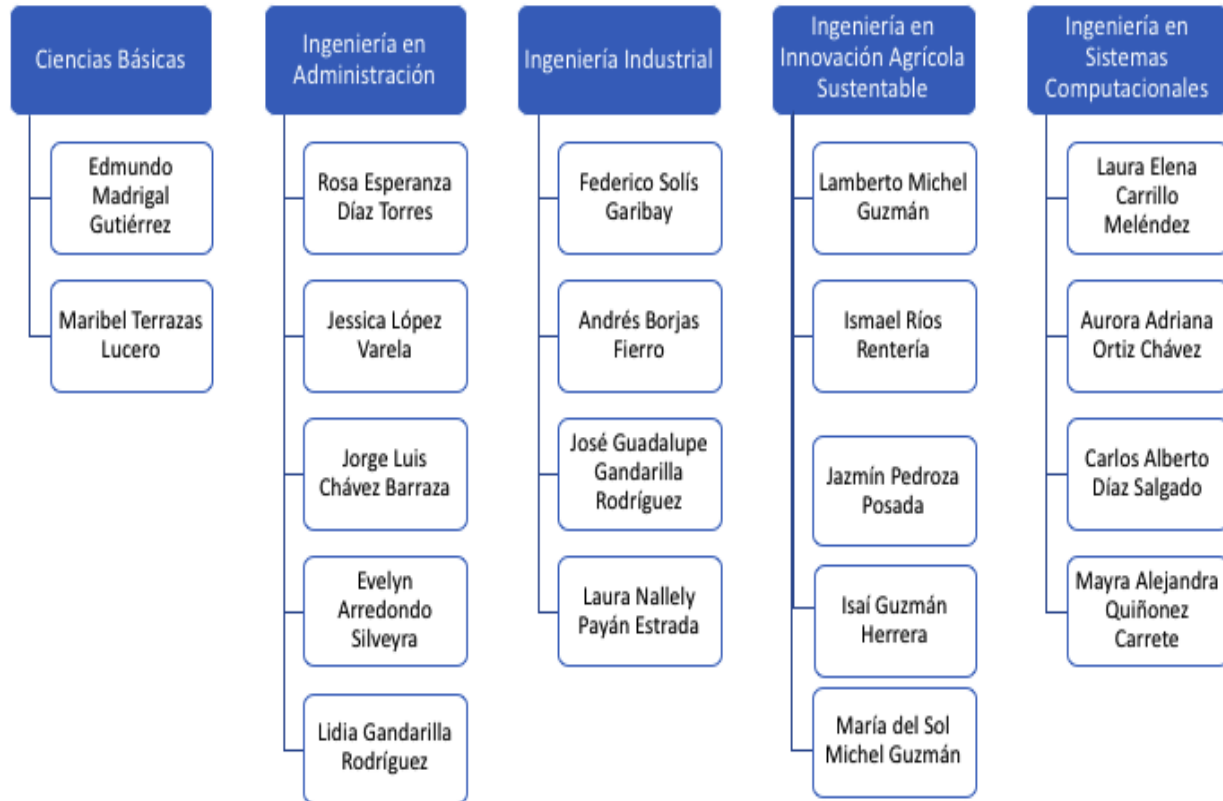 Ciencias Básicas
Edmundo
Madrigal
Gutiérrez
Maribel Terrazas
Lucero
Ingeniería en
Administración
Rosa Esperanza
Díaz Torres
Jessica López
Varela
Jorge Luis
Chávez Barraza
Evelyn
Arredondo
Silveyra
Lidia Gandarilla
Rodríguez
Ingeniería Industrial
Federico Solís
Garibay
Andrés Borjas
Fierro
José Guadalupe
Gandarilla
Rodríguez
Laura Nallely
Payán Estrada
Ingeniería en
Innovación Agrícola
Sustentable
Lamberto Michel
Guzmán
Ismael Ríos
Rentería
Jazmín Pedroza
Posada
Isaí Guzmán
Herrera
María del Sol
Michel Guzmán
Ingeniería en
Sistemas
Computacionales
Laura Elena
Carrillo
Meléndez
Aurora Adriana
Ortiz Chávez
Carlos Alberto
Díaz Salgado
Mayra Alejandra
Quiñonez
Carrete